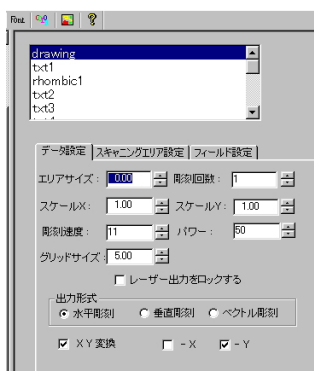 Font
drawing
txt1
rhombic1
txt2
txt3
データ設定 スキャニングエリア設定 フィールド設定
エリアサイズ： 0.00 彫刻回数： 1
スケールX： 1.00 スケールY： 1.00
彫刻速度： 11 パワー： 50
グリッドサイズ： 5.00
レーザー出力をロックする
出力形式
水平彫刻 垂直彫刻 ベクトル彫刻
XY変換 -X -Y